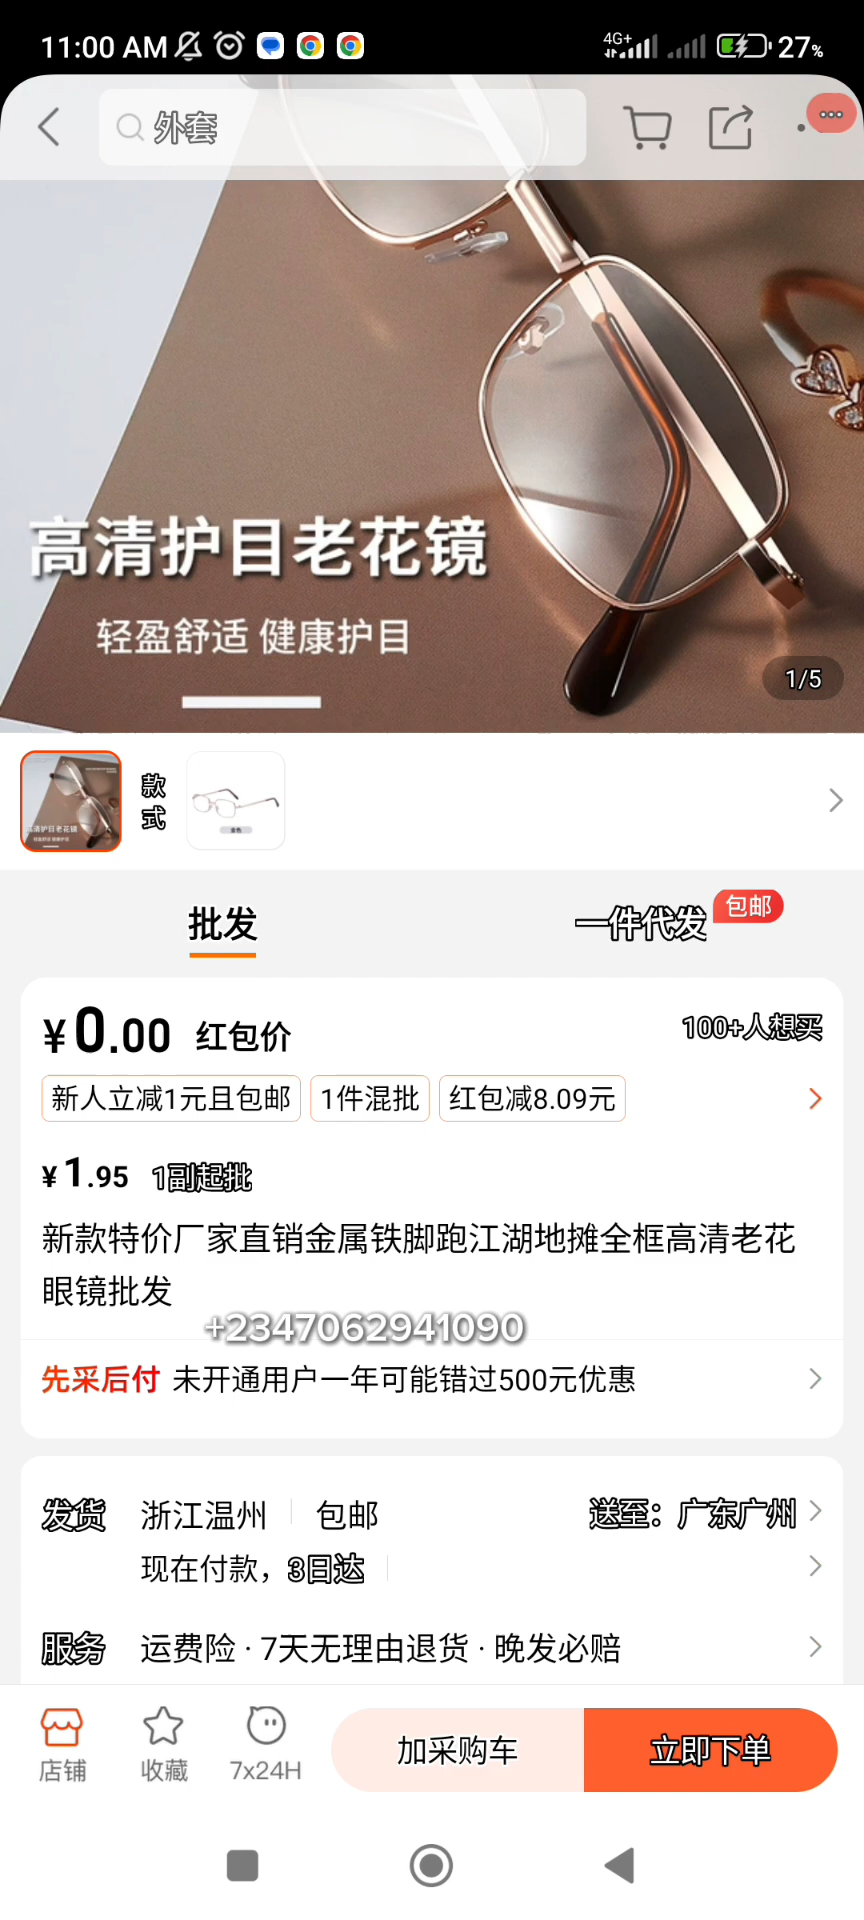 11:00 AM
4G+
27%
外套
高清护目老花镜
轻盈舒适 健康护目
1/5
款式
批发
一件代发 包邮
¥0.00 红包价
100+人想买
新人立减1元且包邮
1件混批
红包减8.09元
¥1.95 1副起批
新款特价厂家直销金属铁脚跑江湖地摊全框高清老花
眼镜批发
+2347062941090
先采后付 未开通用户一年可能错过500元优惠
发货 浙江温州 包邮 送至：广东广州
现在付款，3日达
服务 运费险 · 7天无理由退货 · 晚发必赔
店铺
收藏
7x24H
加采购车
立即下单